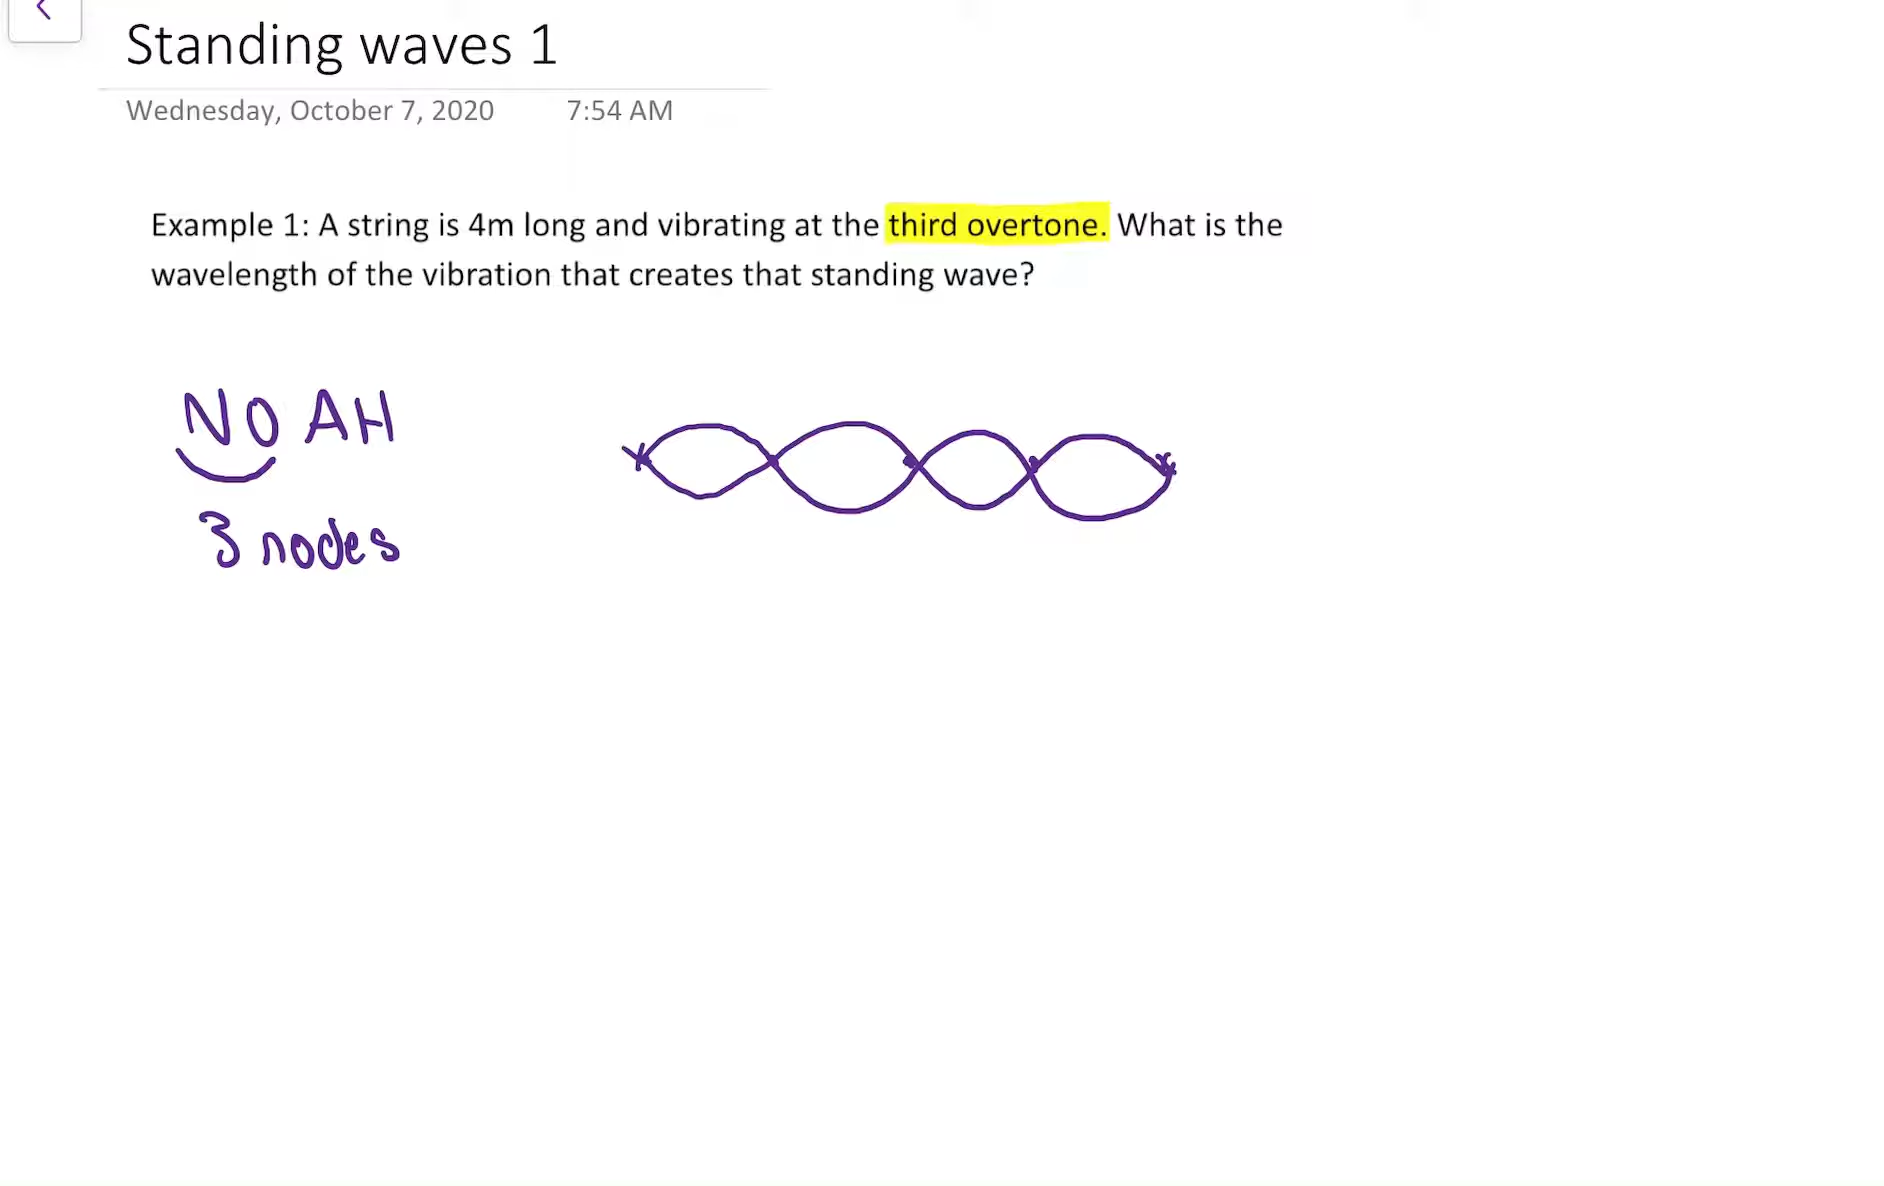 Standing waves 1
Wednesday, October 7, 2020 7:54 AM
Example 1: A string is 4m long and vibrating at the third overtone. What is the
wavelength of the vibration that creates that standing wave?
NO AH
3 nodes